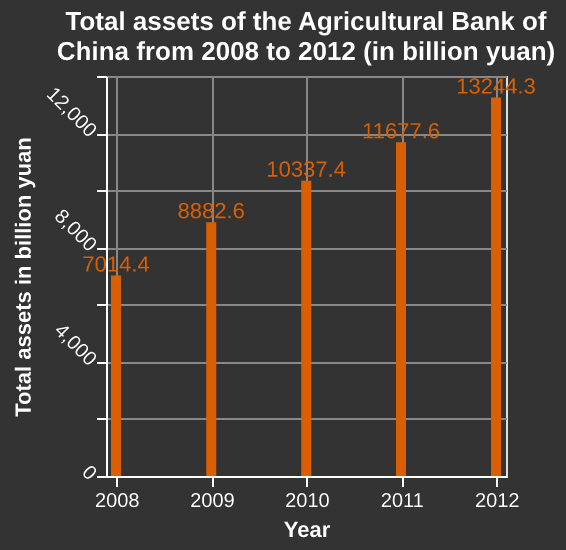 Total assets of the Agricultural Bank of
China from 2008 to 2012 (in billion yuan)
Total assets in billion yuan
12,000
8,000
4,000
0
7014.4
8882.6
10337.4
11677.6
13244.3
2008 2009 2010 2011 2012
Year